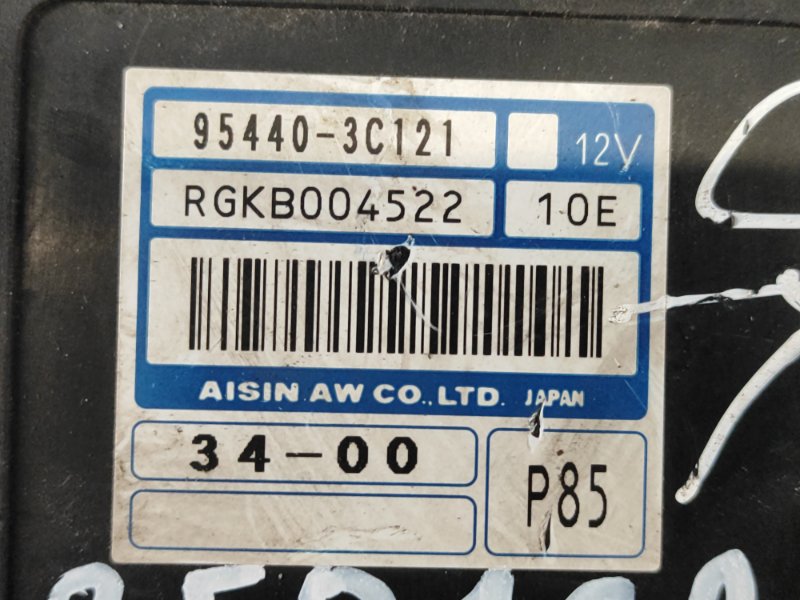 95440-3C121 12V
RGKB004522 10E
AISIN AW CO.,LTD. JAPAN
34-00
P85